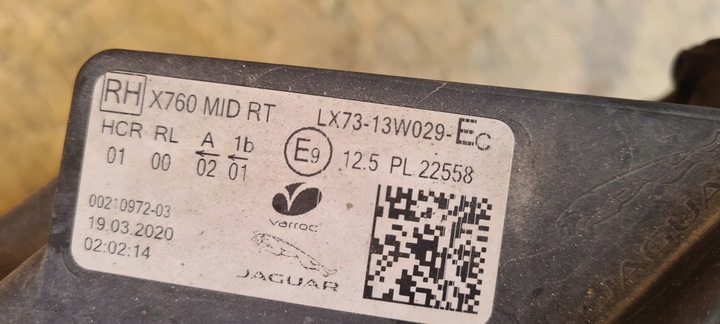 RH X760 MID RT LX73-13W029-Ec
HCR RL A 1b
01 00 02 01
E9 12.5 PL 22558
00210972-03
19.03.2020
02:02:14
varroc
JAGUAR
JAGUAR